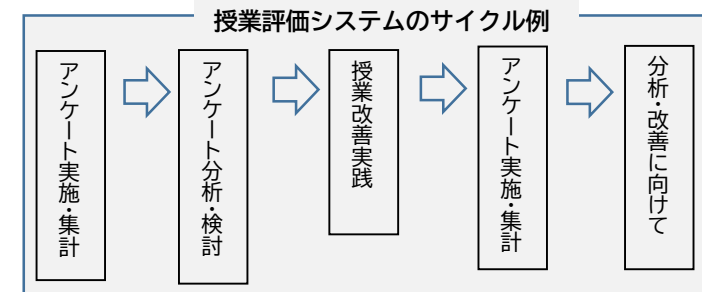 授業評価システムのサイクル例
アンケート実施・集計
アンケート分析・検討
授業改善実践
アンケート実施・集計
分析・改善に向けて